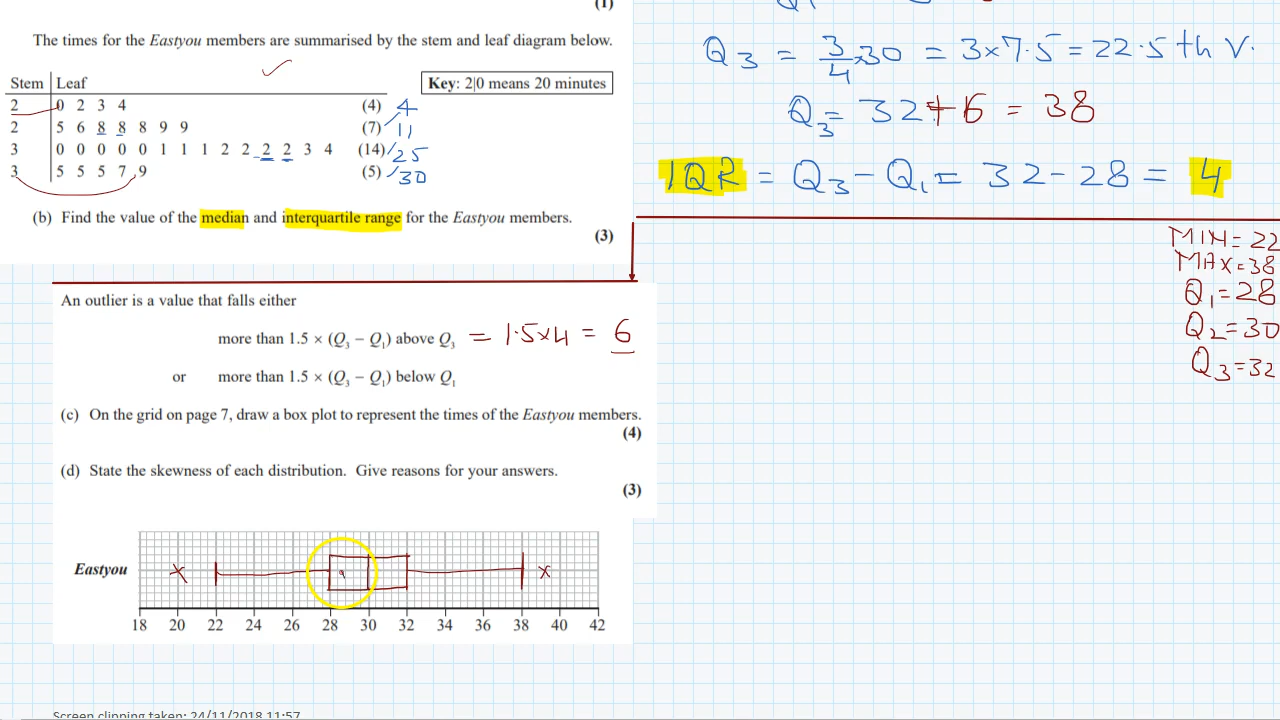 (1)
The times for the Eastyou members are summarised by the stem and leaf diagram below.
Stem Leaf Key: 2|0 means 20 minutes
2 0 2 3 4 (4) 4
2 5 6 8 8 8 9 9 (7) 11
3 0 0 0 0 0 1 1 1 2 2 2 2 3 4 (14) 25
3 5 5 5 7 9 (5) 30
(b) Find the value of the median and interquartile range for the Eastyou members.
(3)
Q3 = 3/4 × 30 = 3×7.5 = 22.5 th V.
Q3 = 32 + 6 = 38
IQR = Q3 - Q1 = 32 - 28 = 4
An outlier is a value that falls either
more than 1.5 × (Q3 − Q1) above Q3 = 1.5×4 = 6
or more than 1.5 × (Q3 − Q1) below Q1
(c) On the grid on page 7, draw a box plot to represent the times of the Eastyou members.
(4)
(d) State the skewness of each distribution. Give reasons for your answers.
(3)
MIN = 22
MAX = 38
Q1 = 28
Q2 = 30
Q3 = 32
Eastyou
18 20 22 24 26 28 30 32 34 36 38 40 42
Screen clipping taken: 24/11/2018 11:57